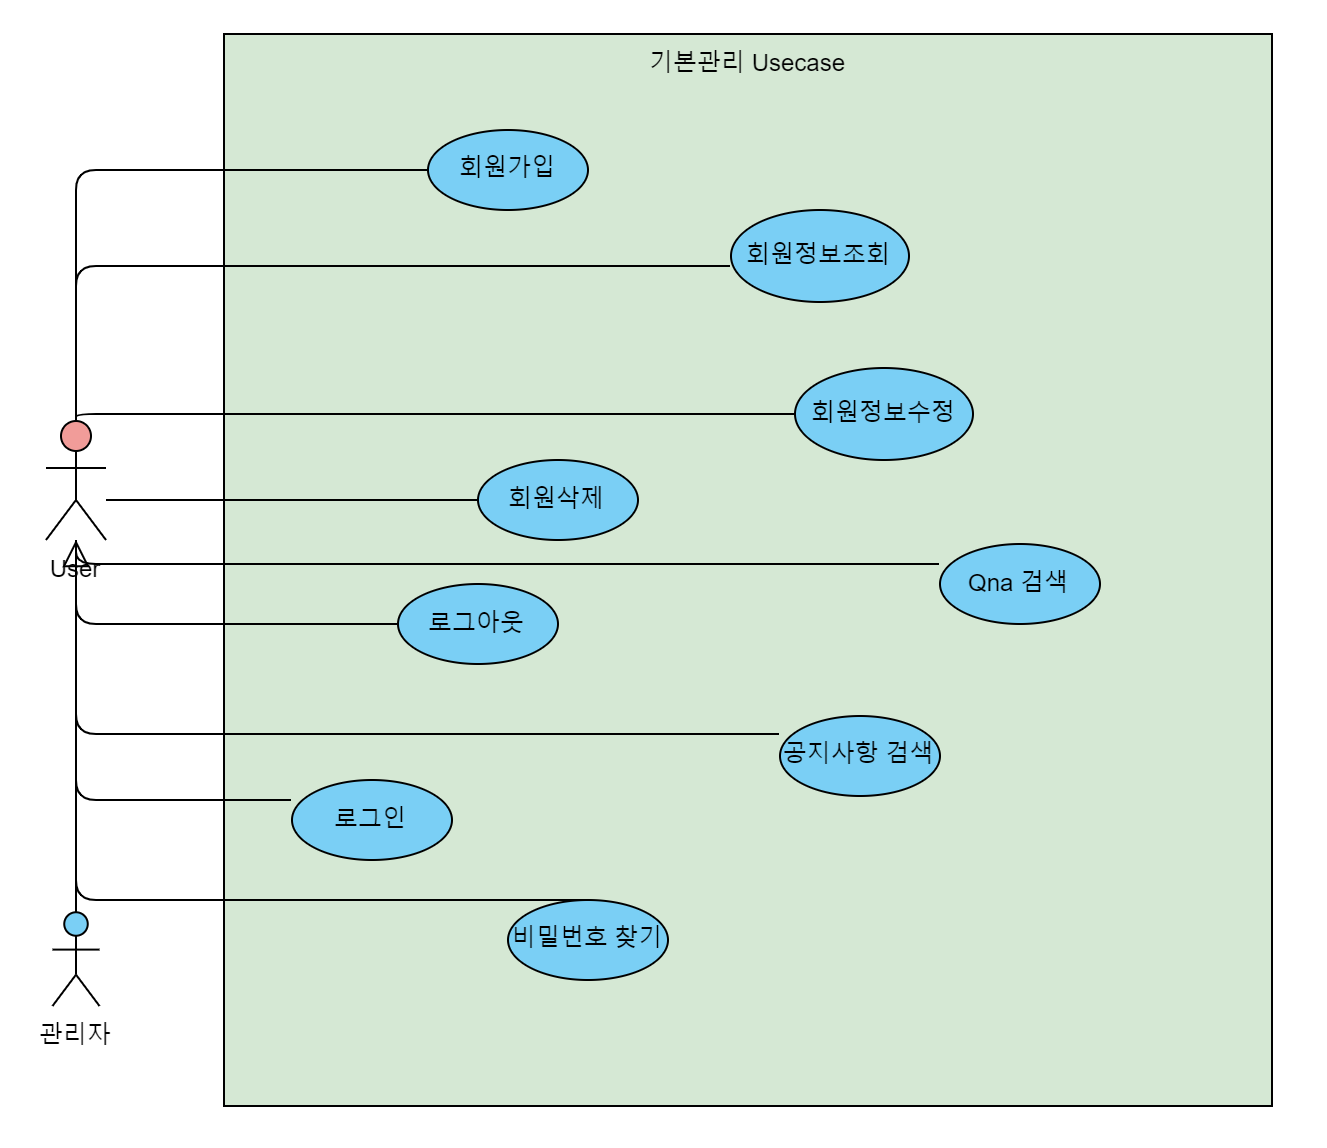 기본관리 Usecase
회원가입
회원정보조회
회원정보수정
회원삭제
User
Qna 검색
로그아웃
공지사항 검색
로그인
비밀번호 찾기
관리자